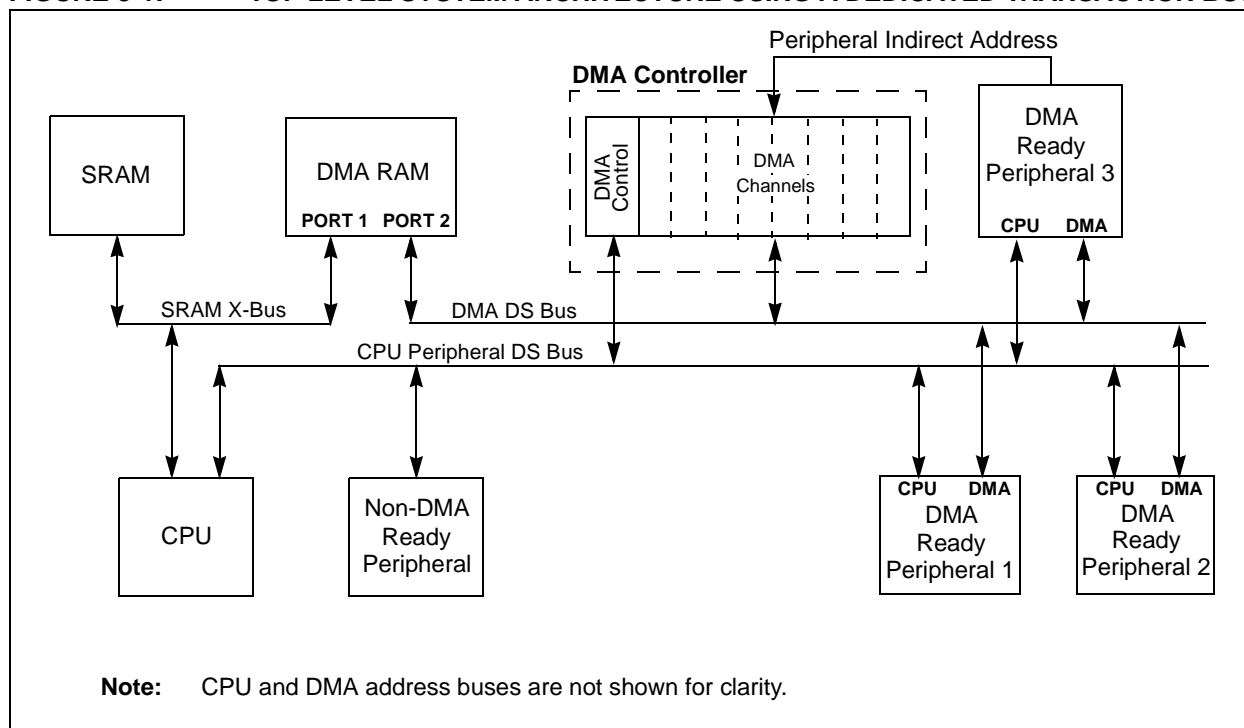 Peripheral Indirect Address
DMA Controller
SRAM
DMA RAM
PORT 1 PORT 2
DMA
Control
DMA
Channels
DMA
Ready
Peripheral 3
CPU DMA
SRAM X-Bus
DMA DS Bus
CPU Peripheral DS Bus
CPU
Non-DMA
Ready
Peripheral
CPU DMA
DMA
Ready
Peripheral 1
CPU DMA
DMA
Ready
Peripheral 2
Note: CPU and DMA address buses are not shown for clarity.